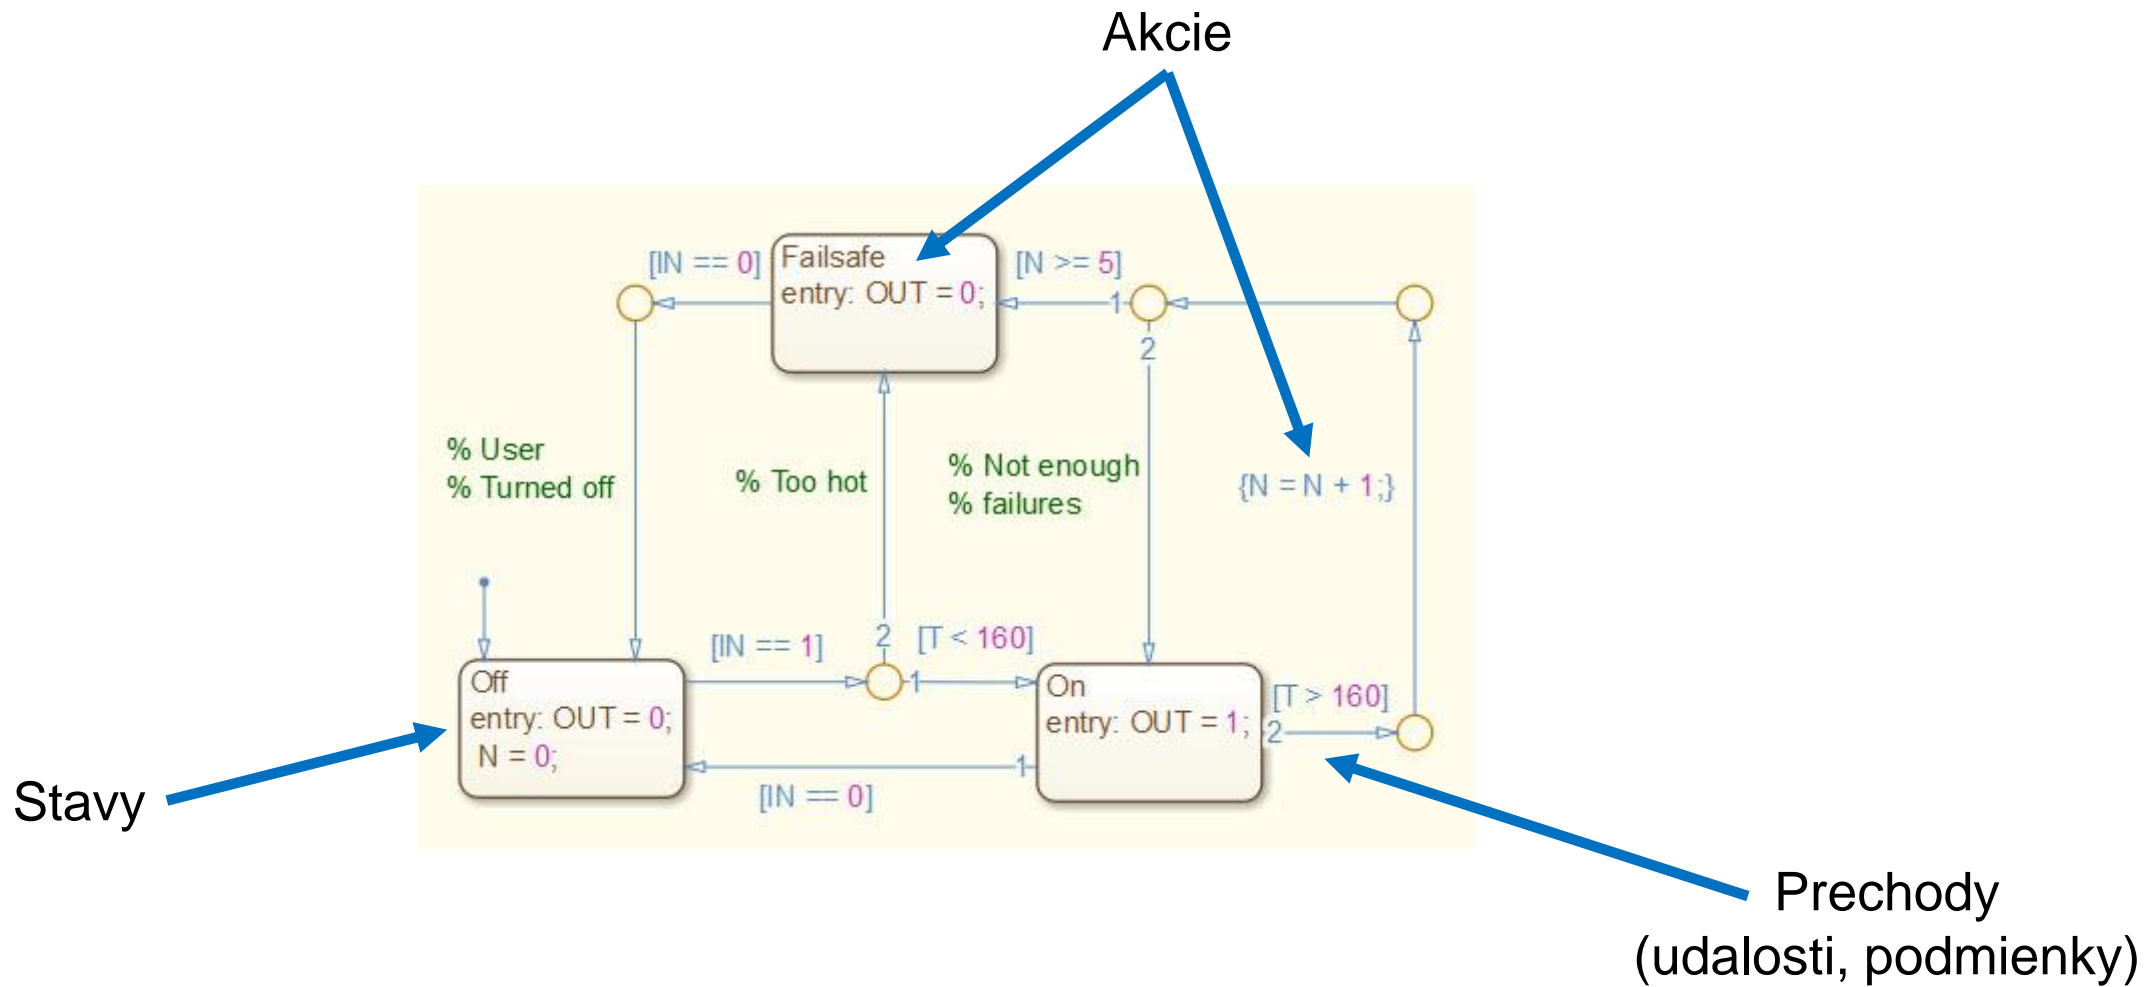 Akcie
[IN == 0]
Failsafe
entry: OUT = 0;
[N >= 5]
1
2
% User
% Turned off
% Too hot
% Not enough
% failures
{N = N + 1;}
[IN == 1]
2
[T < 160]
1
Off
entry: OUT = 0;
N = 0;
On
entry: OUT = 1;
[T > 160]
2
1
[IN == 0]
Stavy
Prechody
(udalosti, podmienky)